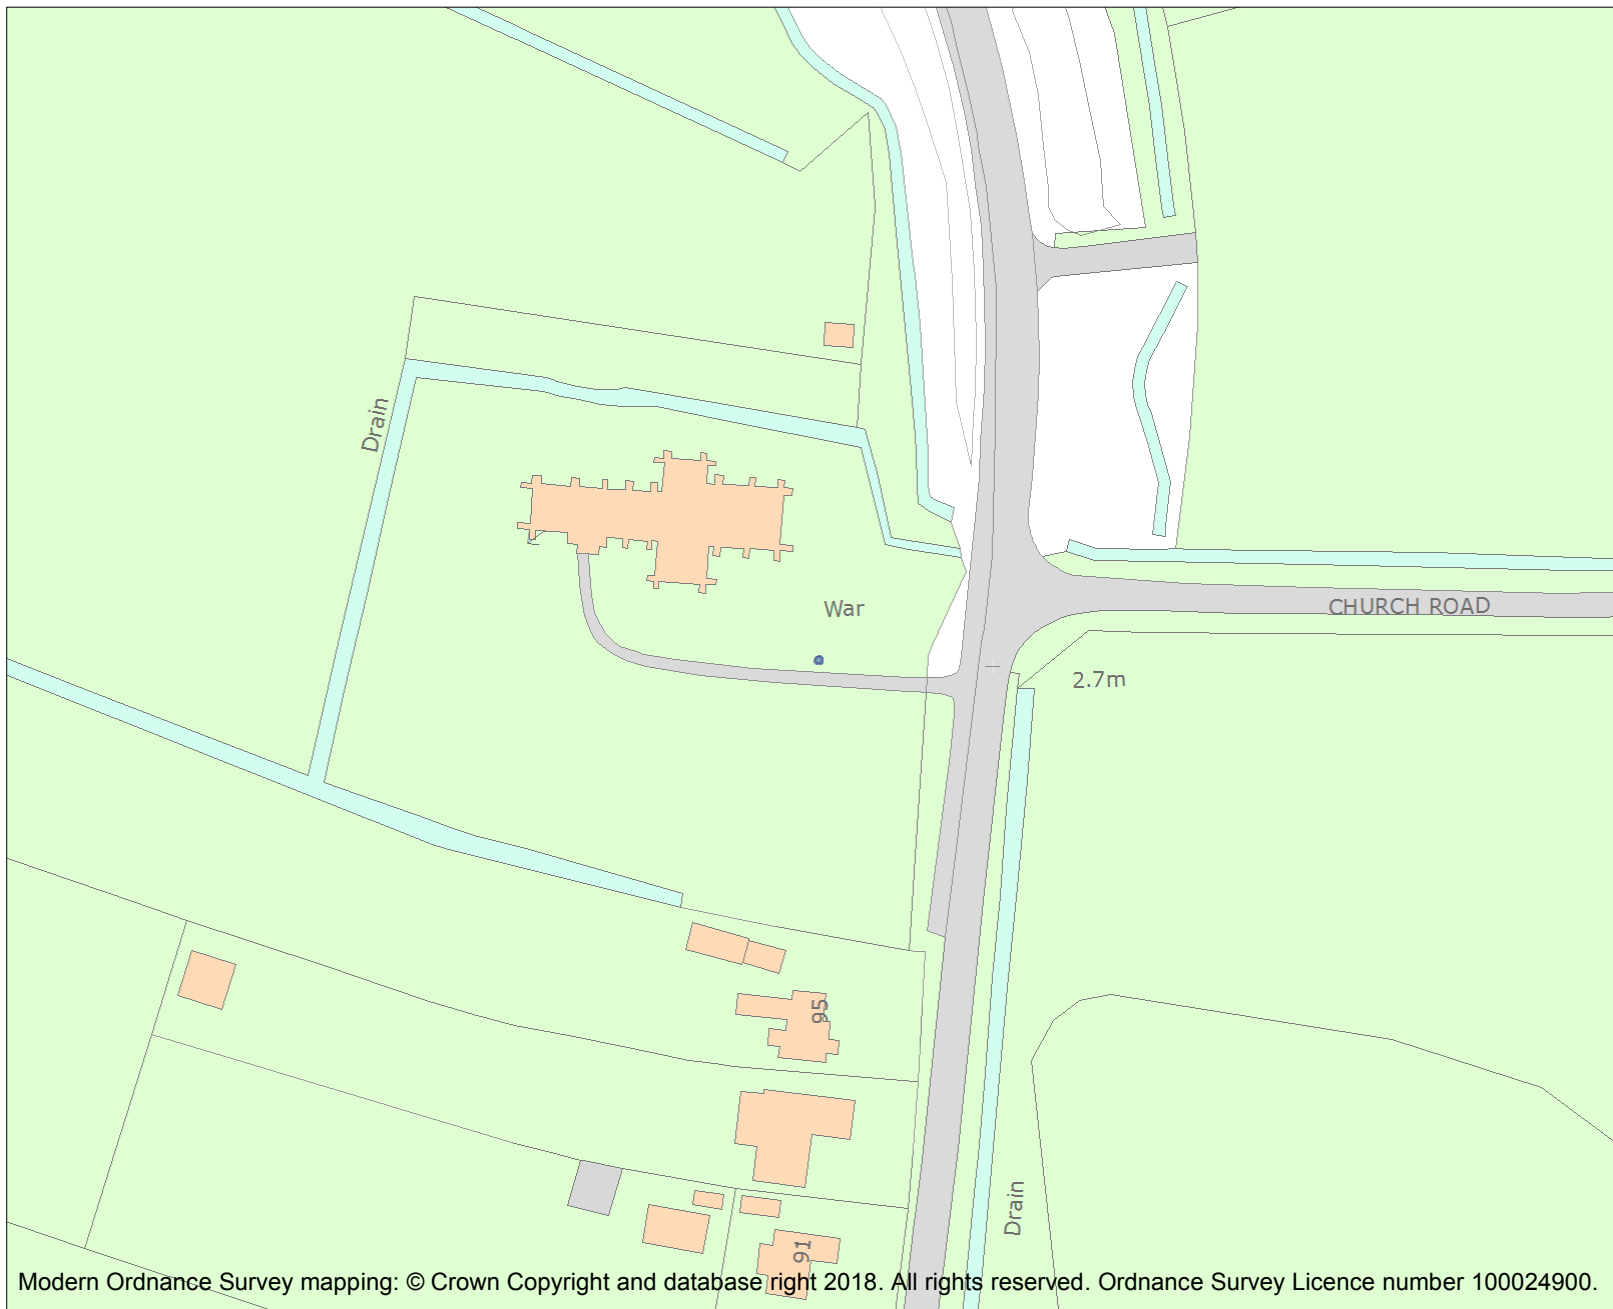 Drain
War
CHURCH ROAD
2.7m
95
Drain
91
Modern Ordnance Survey mapping: © Crown Copyright and database right 2018. All rights reserved. Ordnance Survey Licence number 100024900.